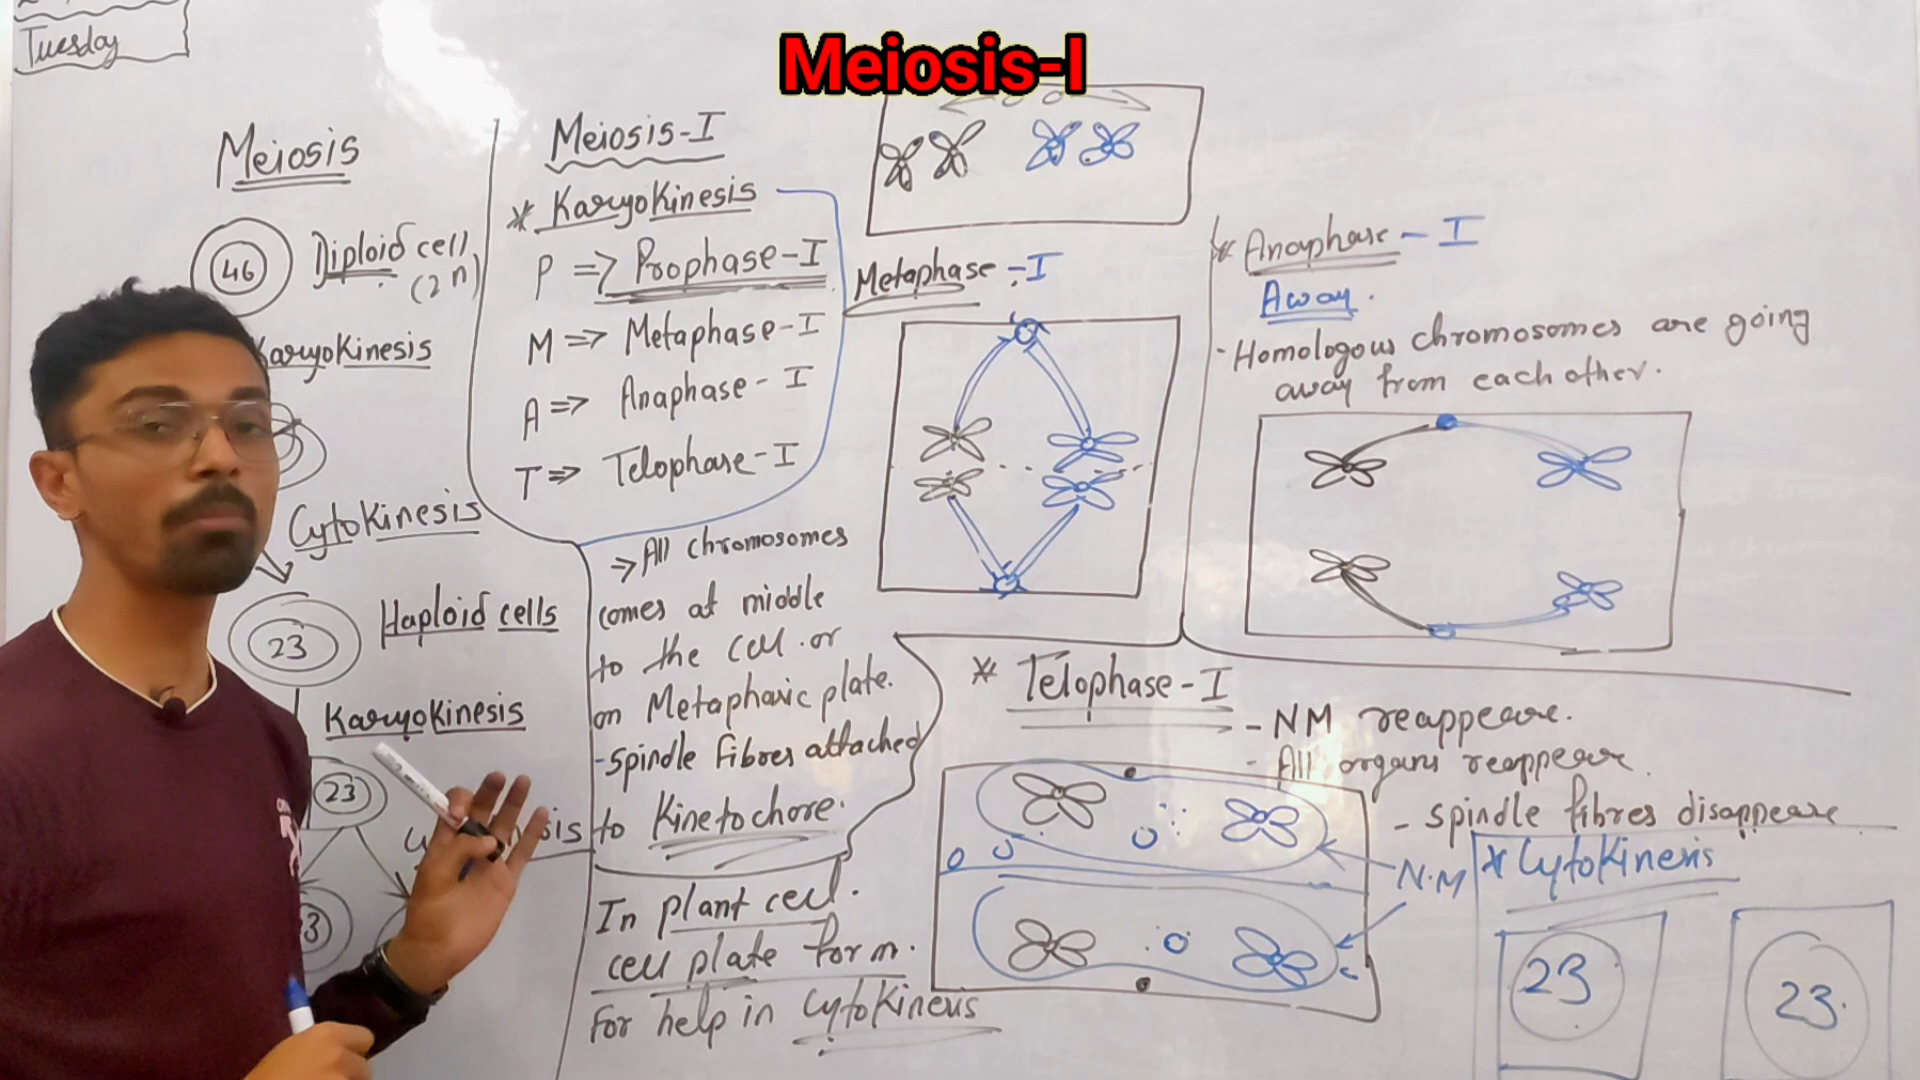 Tuesday
Meiosis-I
Meiosis
46
Diploid cell
(2n)
Karyokinesis
Cytokinesis
23
Haploid cells
Karyokinesis
23
Meiosis-I
* Karyokinesis
P => Prophase-I
M => Metaphase-I
A => Anaphase-I
T => Telophase-I
=> All chromosomes
comes at middle
to the cell or
on Metaphasic plate.
-spindle fibres attached
to Kinetochore.
In plant cell.
cell plate form.
For help in Cytokinesis
Metaphase-I
* Anaphase-I
Away.
- Homologous chromosomes are going
away from each other.
* Telophase-I
- NM reappeare.
- All organs reappeare.
- spindle fibres disappeare
N.M
* Cytokinesis
23
23.